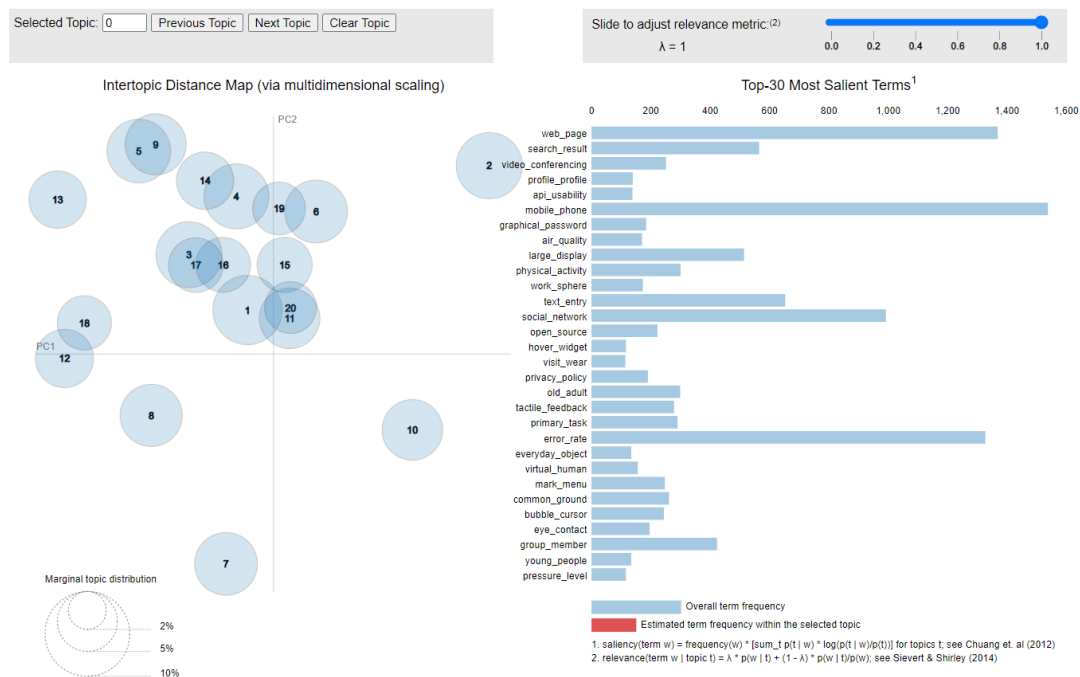 Selected Topic: 0 Previous Topic Next Topic Clear Topic
Slide to adjust relevance metric:(2)
λ = 1
0.0 0.2 0.4 0.6 0.8 1.0
Intertopic Distance Map (via multidimensional scaling)
PC2
PC1
5
9
2
14
4
13
19
6
3
17
16
15
1
20
11
18
12
8
10
7
Marginal topic distribution
2%
5%
10%
Top-30 Most Salient Terms1
0 200 400 600 800 1,000 1,200 1,400 1,600
web_page
search_result
video_conferencing
profile_profile
api_usability
mobile_phone
graphical_password
air_quality
large_display
physical_activity
work_sphere
text_entry
social_network
open_source
hover_widget
visit_wear
privacy_policy
old_adult
tactile_feedback
primary_task
error_rate
everyday_object
virtual_human
mark_menu
common_ground
bubble_cursor
eye_contact
group_member
young_people
pressure_level
Overall term frequency
Estimated term frequency within the selected topic
1. saliency(term w) = frequency(w) * [sum_t p(t | w) * log(p(t | w)/p(t))] for topics t; see Chuang et. al (2012)
2. relevance(term w | topic t) = λ * p(w | t) + (1 - λ) * p(w | t)/p(w); see Sievert & Shirley (2014)